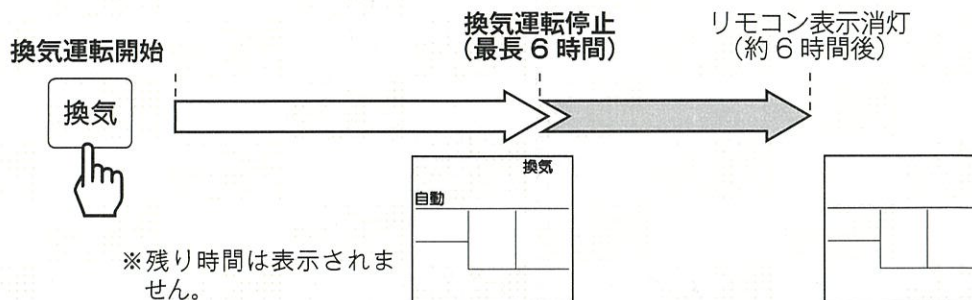 換気運転開始
換気
換気運転停止
(最長6時間)
リモコン表示消灯
(約6時間後)
換気
自動
※残り時間は表示されま
せん。